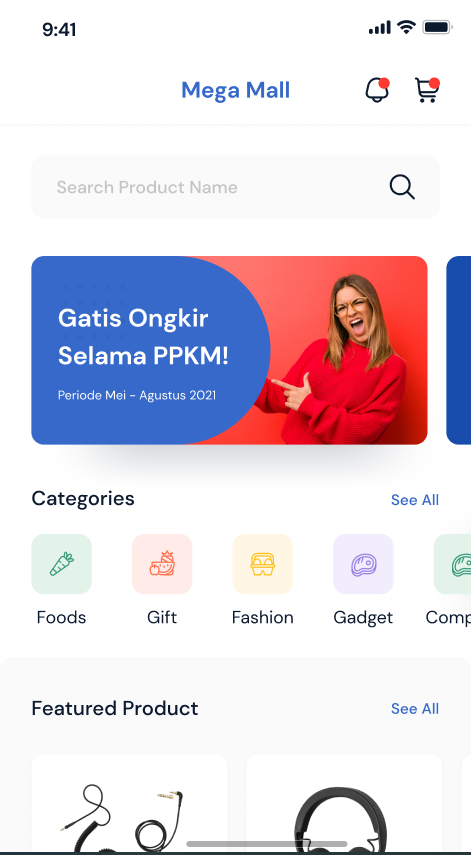 9:41
Mega Mall
Search Product Name
Gatis Ongkir
Selama PPKM!
Periode Mei - Agustus 2021
Categories
See All
Foods
Gift
Fashion
Gadget
Comp
Featured Product
See All